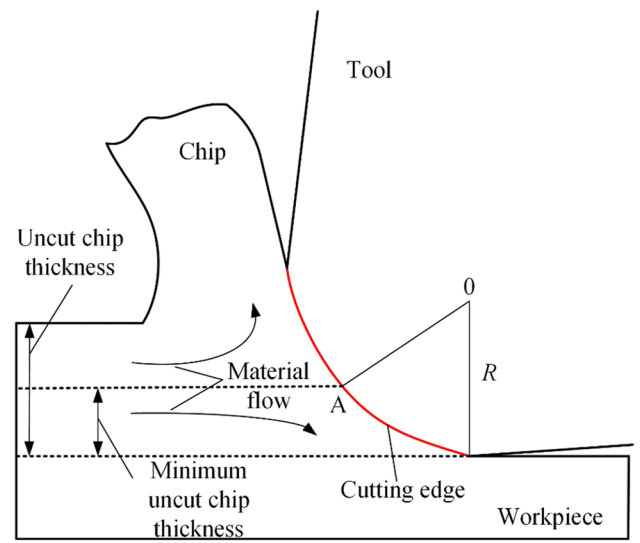 Tool
Chip
Uncut chip
thickness
0
Material
flow
R
A
Minimum
uncut chip
thickness
Cutting edge
Workpiece